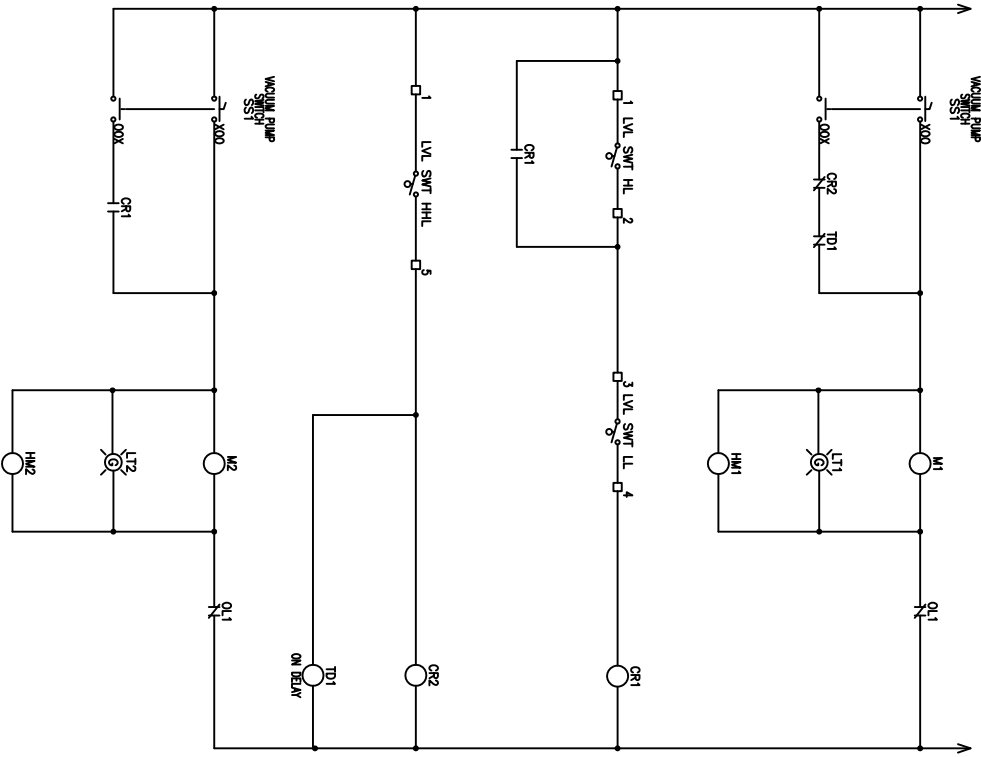 VACUUM PUMP
SWITCH
SS1
XOO
OOX
CR2
TD1
M1
LT1
G
HM1
OL1
1 LVL SWT HL 2
CR1
3 LVL SWT LL 4
CR1
1 LVL SWT HHL 5
CR2
TD1
ON DELAY
VACUUM PUMP
SWITCH
SS1
XOO
OOX
CR1
M2
LT2
G
HM2
OL1